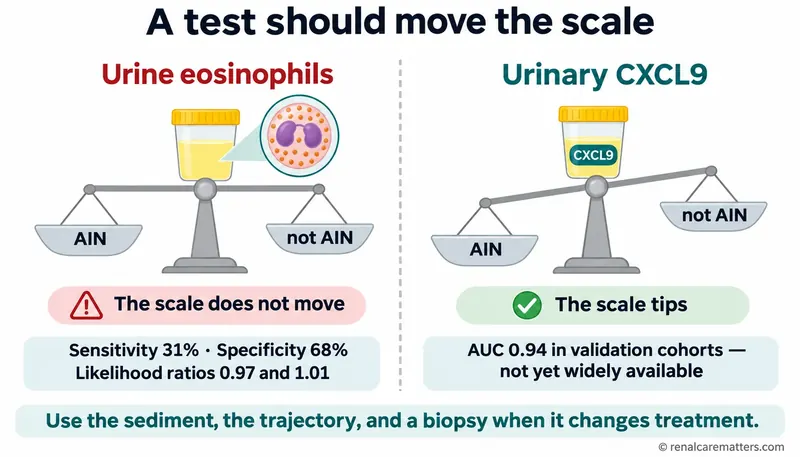 A test should move the scale
Urine eosinophils
AIN
not AIN
The scale does not move
Sensitivity 31% · Specificity 68%
Likelihood ratios 0.97 and 1.01
Urinary CXCL9
CXCL9
AIN
not AIN
The scale tips
AUC 0.94 in validation cohorts —
not yet widely available
Use the sediment, the trajectory, and a biopsy when it changes treatment.
© renalcarematters.com